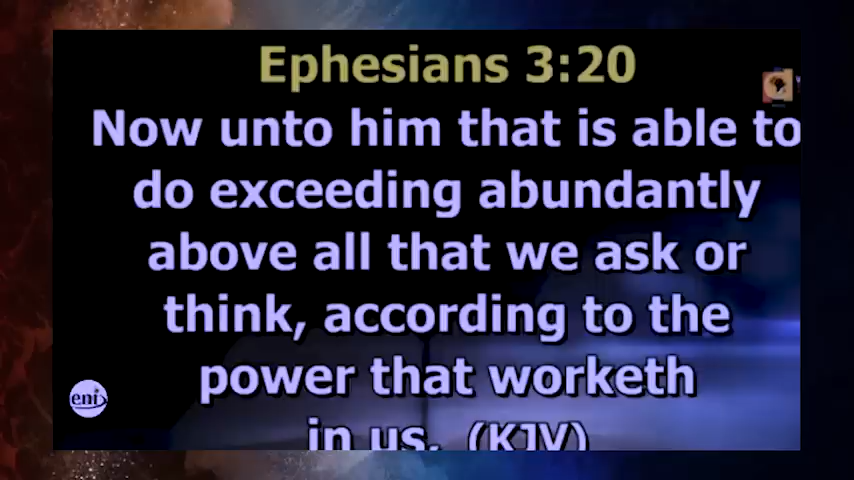 Ephesians 3:20
Now unto him that is able to
do exceeding abundantly
above all that we ask or
think, according to the
power that worketh
in us. (KJV)
eni